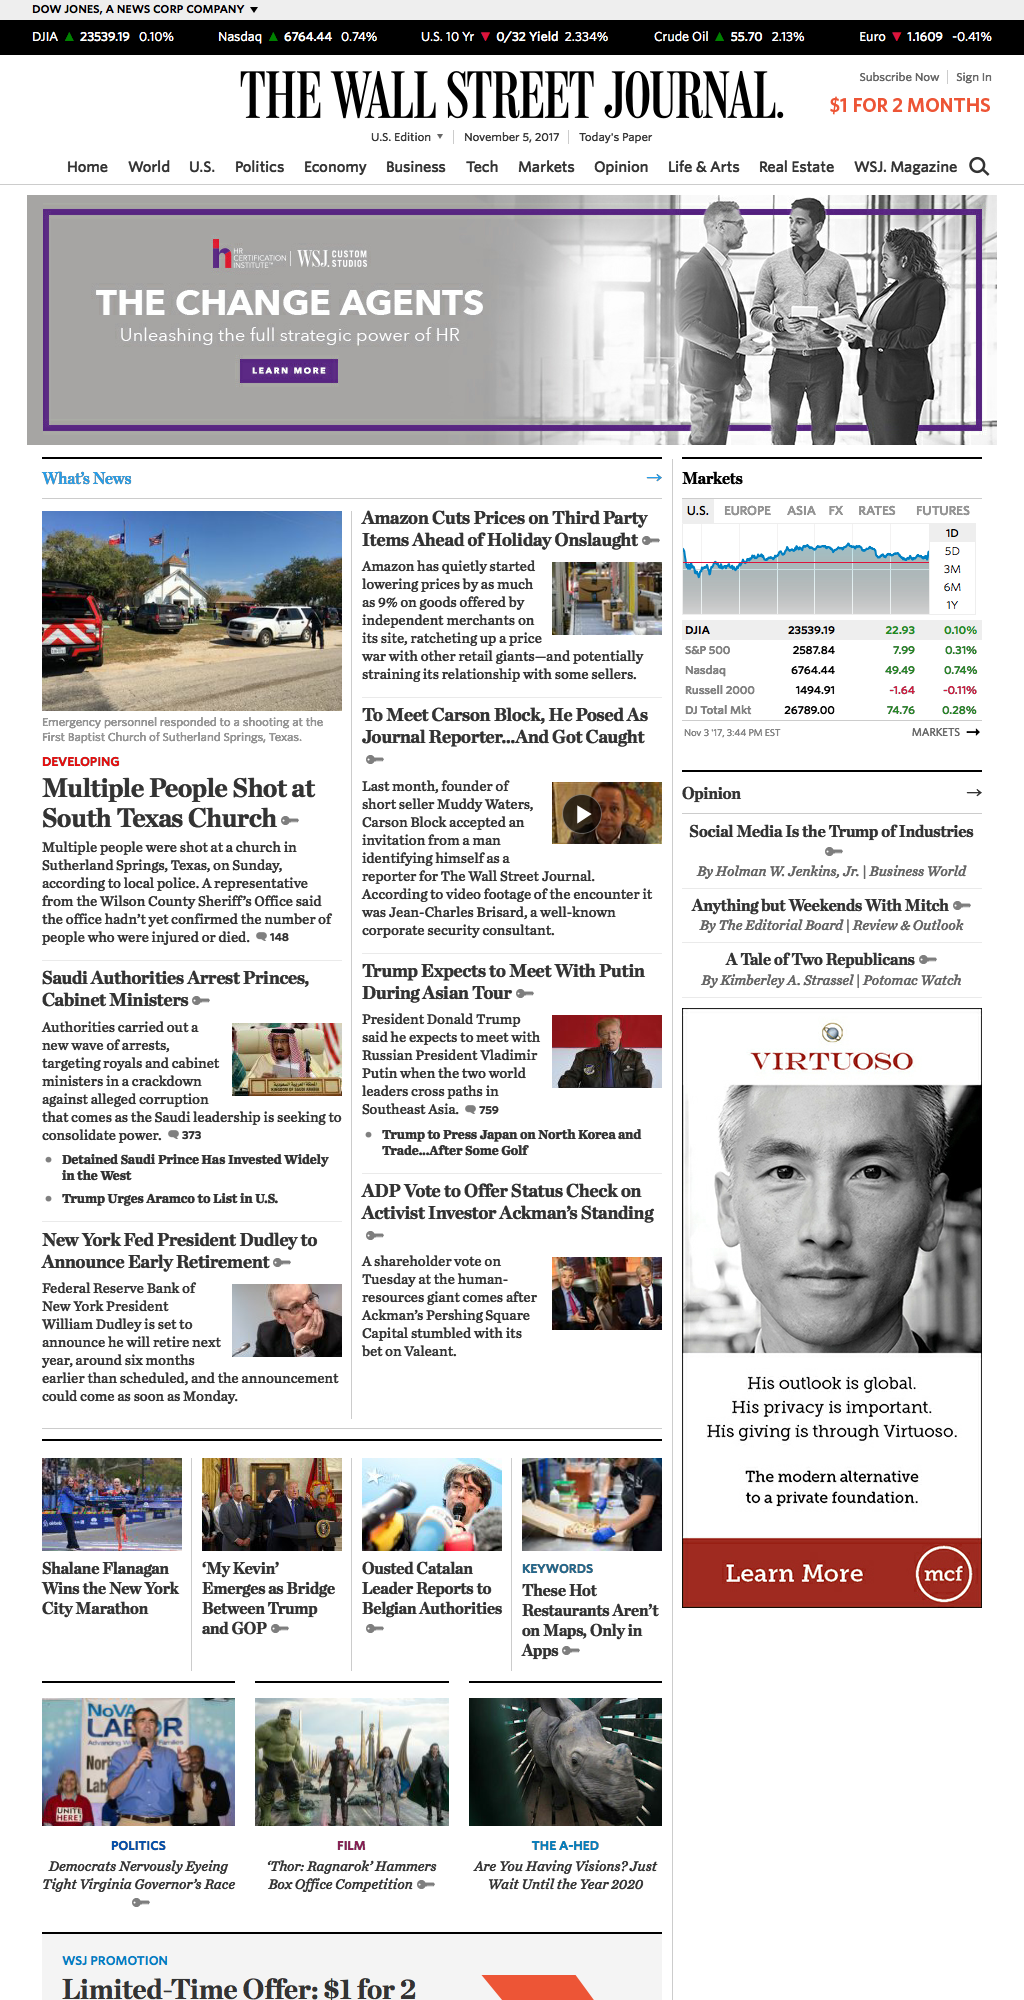 DOW JONES, A NEWS CORP COMPANY
DJIA 23539.19 0.10% Nasdaq 6764.44 0.74% U.S. 10 Yr 0/32 Yield 2.334% Crude Oil 55.70 2.13% Euro 1.1609 -0.41%
THE WALL STREET JOURNAL.
Subscribe Now Sign In
$1 FOR 2 MONTHS
U.S. Edition November 5, 2017 Today's Paper
Home World U.S. Politics Economy Business Tech Markets Opinion Life & Arts Real Estate WSJ. Magazine
HR CERTIFICATION INSTITUTE™ WSJ. CUSTOM STUDIOS
THE CHANGE AGENTS
Unleashing the full strategic power of HR
LEARN MORE
What's News →
Emergency personnel responded to a shooting at the
First Baptist Church of Sutherland Springs, Texas.
DEVELOPING
Multiple People Shot at
South Texas Church
Multiple people were shot at a church in
Sutherland Springs, Texas, on Sunday,
according to local police. A representative
from the Wilson County Sheriff's Office said
the office hadn't yet confirmed the number of
people who were injured or died. 148
Saudi Authorities Arrest Princes,
Cabinet Ministers
Authorities carried out a
new wave of arrests,
targeting royals and cabinet
ministers in a crackdown
against alleged corruption
that comes as the Saudi leadership is seeking to
consolidate power. 373
• Detained Saudi Prince Has Invested Widely
in the West
• Trump Urges Aramco to List in U.S.
New York Fed President Dudley to
Announce Early Retirement
Federal Reserve Bank of
New York President
William Dudley is set to
announce he will retire next
year, around six months
earlier than scheduled, and the announcement
could come as soon as Monday.
Amazon Cuts Prices on Third Party
Items Ahead of Holiday Onslaught
Amazon has quietly started
lowering prices by as much
as 9% on goods offered by
independent merchants on
its site, ratcheting up a price
war with other retail giants—and potentially
straining its relationship with some sellers.
To Meet Carson Block, He Posed As
Journal Reporter...And Got Caught
Last month, founder of
short seller Muddy Waters,
Carson Block accepted an
invitation from a man
identifying himself as a
reporter for The Wall Street Journal.
According to video footage of the encounter it
was Jean-Charles Brisard, a well-known
corporate security consultant.
Trump Expects to Meet With Putin
During Asian Tour
President Donald Trump
said he expects to meet with
Russian President Vladimir
Putin when the two world
leaders cross paths in
Southeast Asia. 759
• Trump to Press Japan on North Korea and
Trade...After Some Golf
ADP Vote to Offer Status Check on
Activist Investor Ackman's Standing
A shareholder vote on
Tuesday at the human-
resources giant comes after
Ackman's Pershing Square
Capital stumbled with its
bet on Valeant.
Markets
U.S. EUROPE ASIA FX RATES FUTURES
1D
5D
3M
6M
1Y
DJIA 23539.19 22.93 0.10%
S&P 500 2587.84 7.99 0.31%
Nasdaq 6764.44 49.49 0.74%
Russell 2000 1494.91 -1.64 -0.11%
DJ Total Mkt 26789.00 74.76 0.28%
Nov 3 '17, 3:44 PM EST MARKETS →
Opinion →
Social Media Is the Trump of Industries
By Holman W. Jenkins, Jr. | Business World
Anything but Weekends With Mitch
By The Editorial Board | Review & Outlook
A Tale of Two Republicans
By Kimberley A. Strassel | Potomac Watch
VIRTUOSO
His outlook is global.
His privacy is important.
His giving is through Virtuoso.
The modern alternative
to a private foundation.
Learn More mcf
Shalane Flanagan
Wins the New York
City Marathon
'My Kevin'
Emerges as Bridge
Between Trump
and GOP
Ousted Catalan
Leader Reports to
Belgian Authorities
KEYWORDS
These Hot
Restaurants Aren't
on Maps, Only in
Apps
NoVA
LABOR
UNITE
HERE!
POLITICS
Democrats Nervously Eyeing
Tight Virginia Governor's Race
FILM
'Thor: Ragnarok' Hammers
Box Office Competition
THE A-HED
Are You Having Visions? Just
Wait Until the Year 2020
WSJ PROMOTION
Limited-Time Offer: $1 for 2